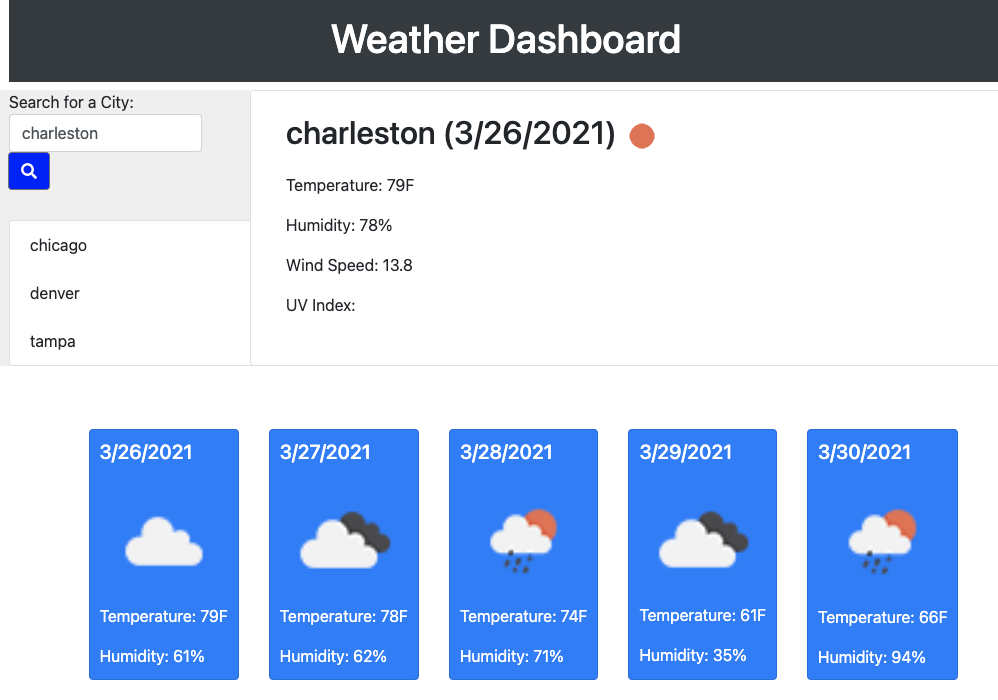 Weather Dashboard
Search for a City:
charleston
chicago
denver
tampa
charleston (3/26/2021)
Temperature: 79F
Humidity: 78%
Wind Speed: 13.8
UV Index:
3/26/2021
Temperature: 79F
Humidity: 61%
3/27/2021
Temperature: 78F
Humidity: 62%
3/28/2021
Temperature: 74F
Humidity: 71%
3/29/2021
Temperature: 61F
Humidity: 35%
3/30/2021
Temperature: 66F
Humidity: 94%